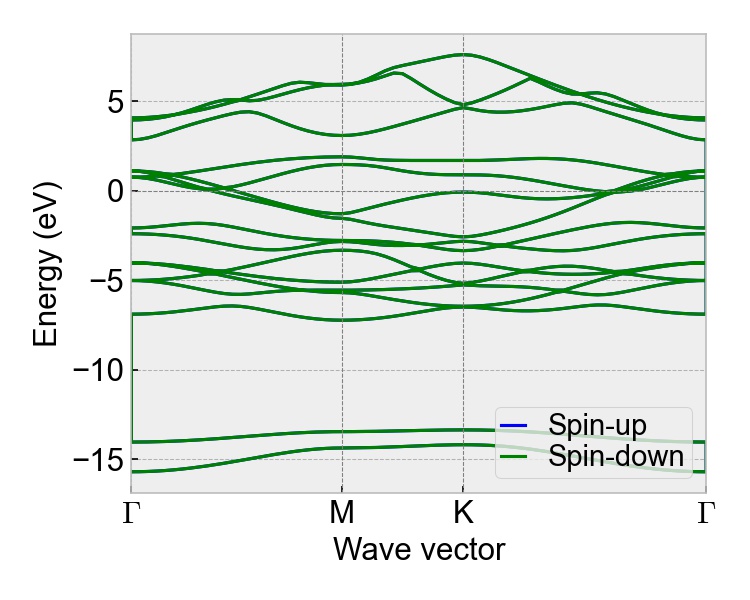 Energy (eV)
5
0
−5
−10
−15
Spin-up
Spin-down
Γ M K Γ
Wave vector